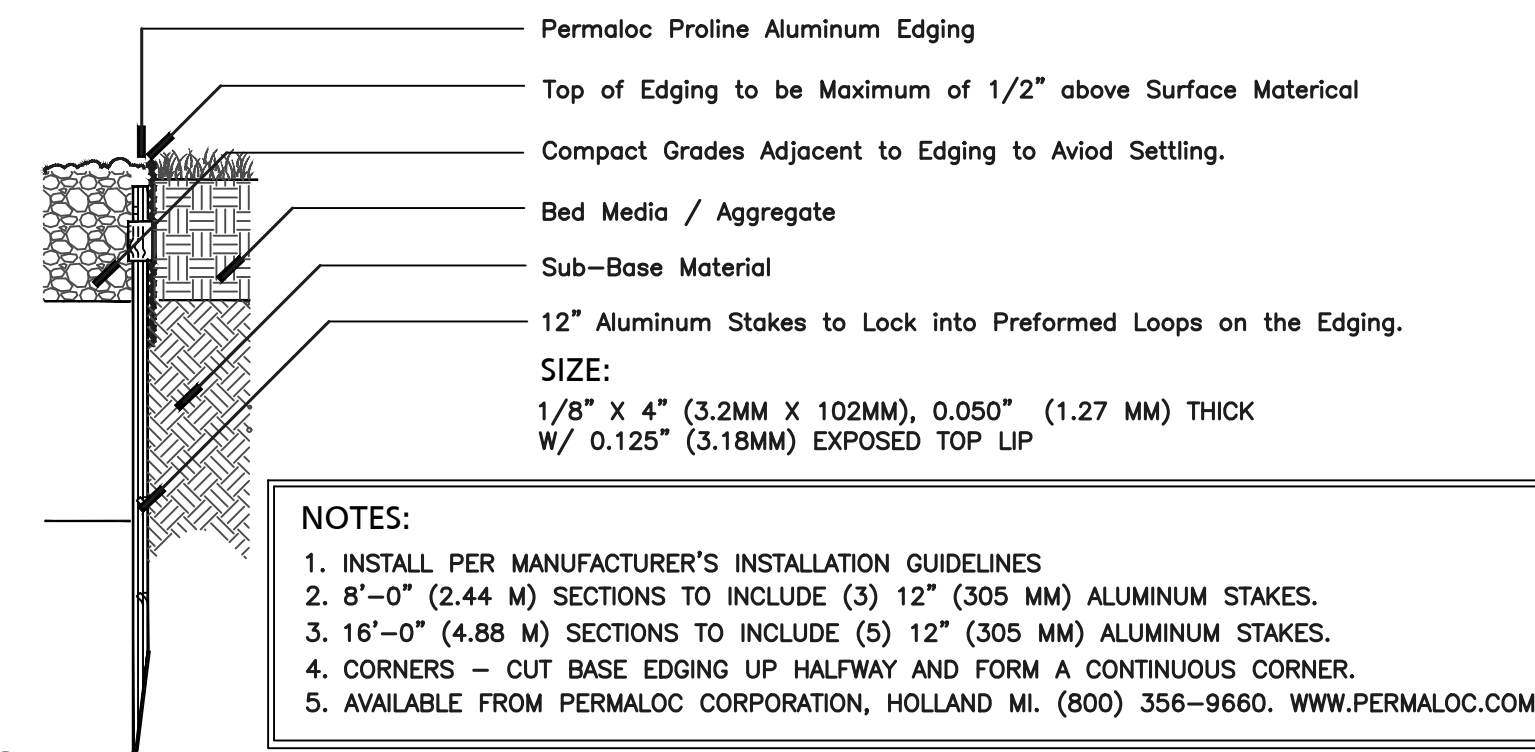 Permaloc Proline Aluminum Edging
Top of Edging to be Maximum of 1/2" above Surface Materical
Compact Grades Adjacent to Edging to Aviod Settling.
Bed Media / Aggregate
Sub-Base Material
12" Aluminum Stakes to Lock into Preformed Loops on the Edging.
SIZE:
1/8" X 4" (3.2MM X 102MM), 0.050" (1.27 MM) THICK
W/ 0.125" (3.18MM) EXPOSED TOP LIP
NOTES:
1. INSTALL PER MANUFACTURER'S INSTALLATION GUIDELINES
2. 8'-0" (2.44 M) SECTIONS TO INCLUDE (3) 12" (305 MM) ALUMINUM STAKES.
3. 16'-0" (4.88 M) SECTIONS TO INCLUDE (5) 12" (305 MM) ALUMINUM STAKES.
4. CORNERS - CUT BASE EDGING UP HALFWAY AND FORM A CONTINUOUS CORNER.
5. AVAILABLE FROM PERMALOC CORPORATION, HOLLAND MI. (800) 356-9660. WWW.PERMALOC.COM